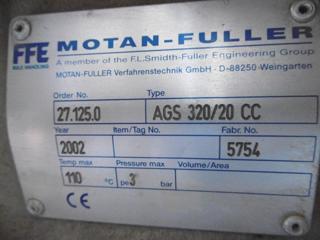 FFE MOTAN-FULLER
BULK HANDLING A member of the F.L.Smidth-Fuller Engineering Group
MOTAN-FULLER Verfahrenstechnik GmbH · D-88250 Weingarten
Order No. Type
27.125.0 AGS 320/20 CC
Year Item/Tag No. Fabr. No.
2002 5754
Temp max Pressure max Volume/Area
110 °C pe 3 bar
CE